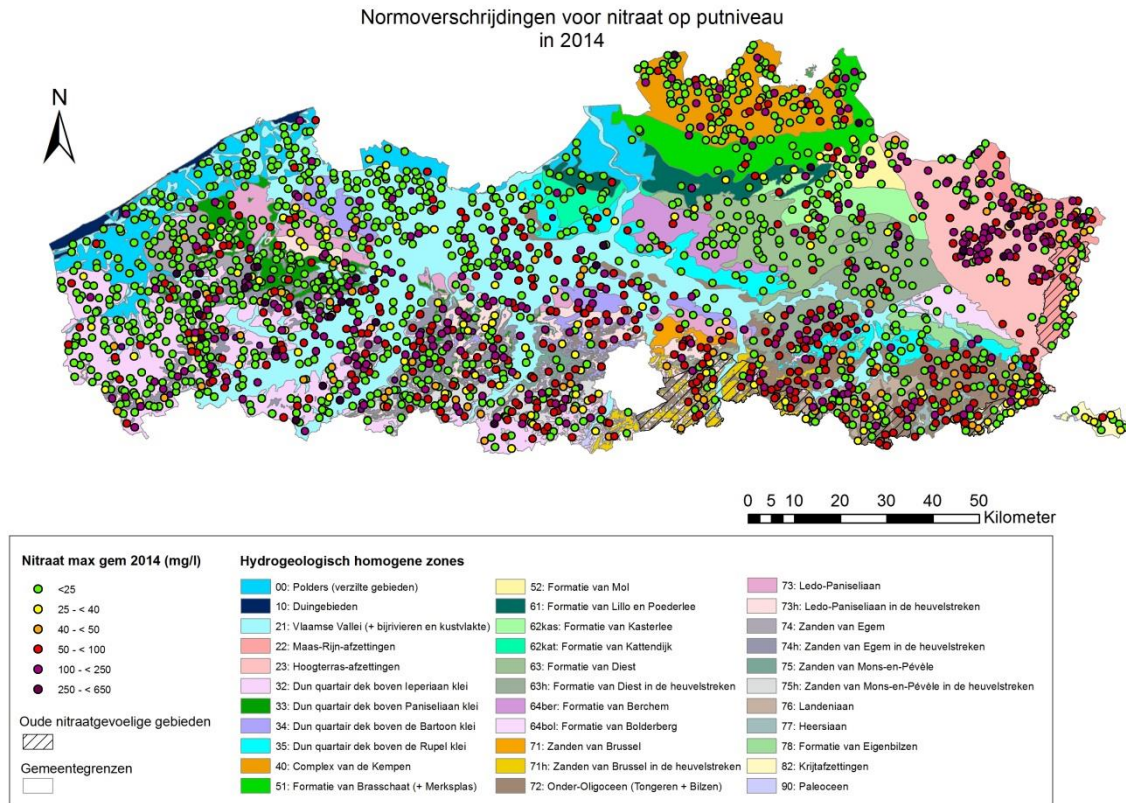 Normoverschrijdingen voor nitraat op putniveau
in 2014
N
0 5 10 20 30 40 50
Kilometer
Nitraat max gem 2014 (mg/l)
<25
25 - < 40
40 - < 50
50 - < 100
100 - < 250
250 - < 650
Oude nitraatgevoelige gebieden
Gemeentegrenzen
Hydrogeologisch homogene zones
00: Polders (verzilte gebieden)
10: Duingebieden
21: Vlaamse Vallei (+ bijrivieren en kustvlakte)
22: Maas-Rijn-afzettingen
23: Hoogterras-afzettingen
32: Dun quartair dek boven Ieperiaan klei
33: Dun quartair dek boven Paniseliaan klei
34: Dun quartair dek boven de Bartoon klei
35: Dun quartair dek boven de Rupel klei
40: Complex van de Kempen
51: Formatie van Brasschaat (+ Merksplas)
52: Formatie van Mol
61: Formatie van Lillo en Poederlee
62kas: Formatie van Kasterlee
62kat: Formatie van Kattendijk
63: Formatie van Diest
63h: Formatie van Diest in de heuvelstreken
64ber: Formatie van Berchem
64bol: Formatie van Bolderberg
71: Zanden van Brussel
71h: Zanden van Brussel in de heuvelstreken
72: Onder-Oligoceen (Tongeren + Bilzen)
73: Ledo-Paniseliaan
73h: Ledo-Paniseliaan in de heuvelstreken
74: Zanden van Egem
74h: Zanden van Egem in de heuvelstreken
75: Zanden van Mons-en-Pévèle
75h: Zanden van Mons-en-Pévèle in de heuvelstreken
76: Landeniaan
77: Heersiaan
78: Formatie van Eigenbilzen
82: Krijtafzettingen
90: Paleoceen